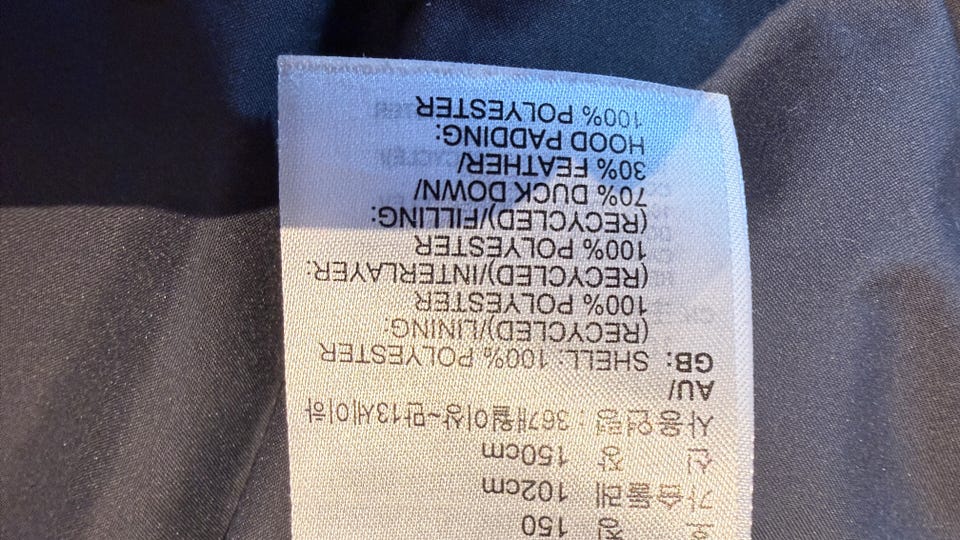 호칭 150
가슴둘레 102cm
신 장 150cm
사용연령 : 36개월이상~만13세이하
AU/
GB: SHELL: 100% POLYESTER
(RECYCLED)/LINING:
100% POLYESTER
(RECYCLED)/INTERLAYER:
100% POLYESTER
(RECYCLED)/FILLING:
70% DUCK DOWN/
30% FEATHER/
HOOD PADDING:
100% POLYESTER